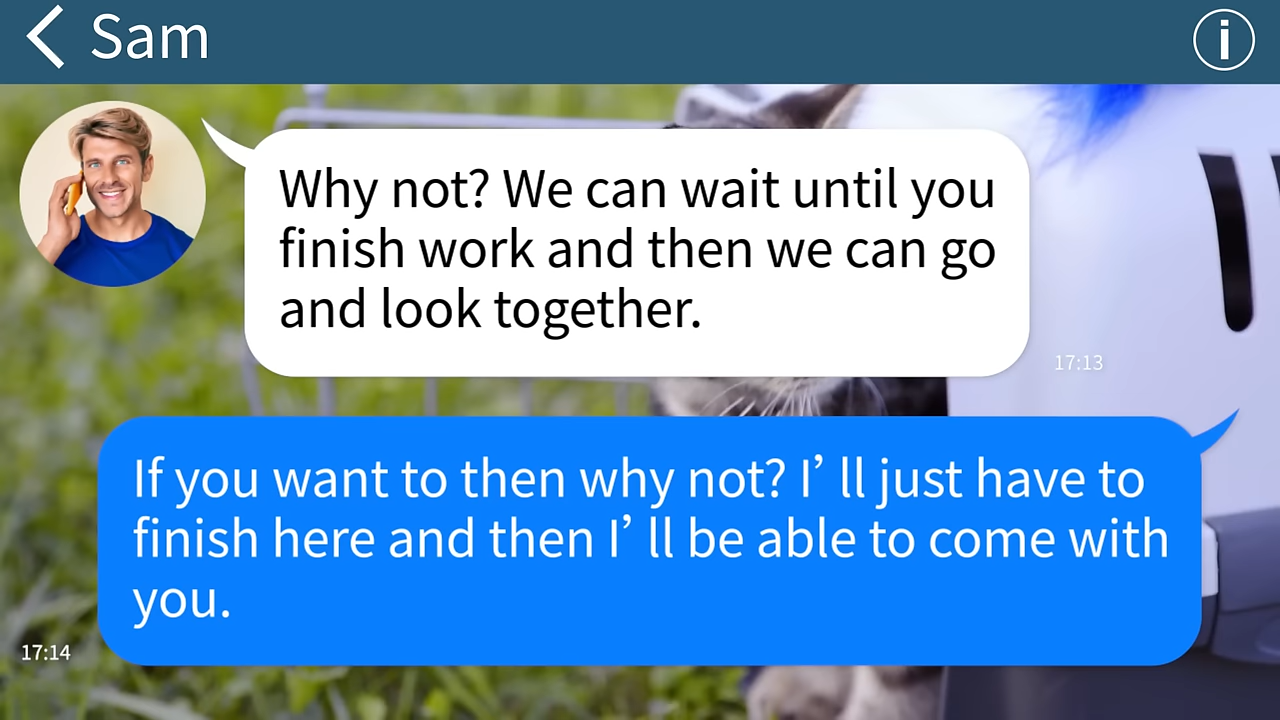 Sam
Why not? We can wait until you
finish work and then we can go
and look together.
17:13
If you want to then why not? I’ ll just have to
finish here and then I’ ll be able to come with
you.
17:14